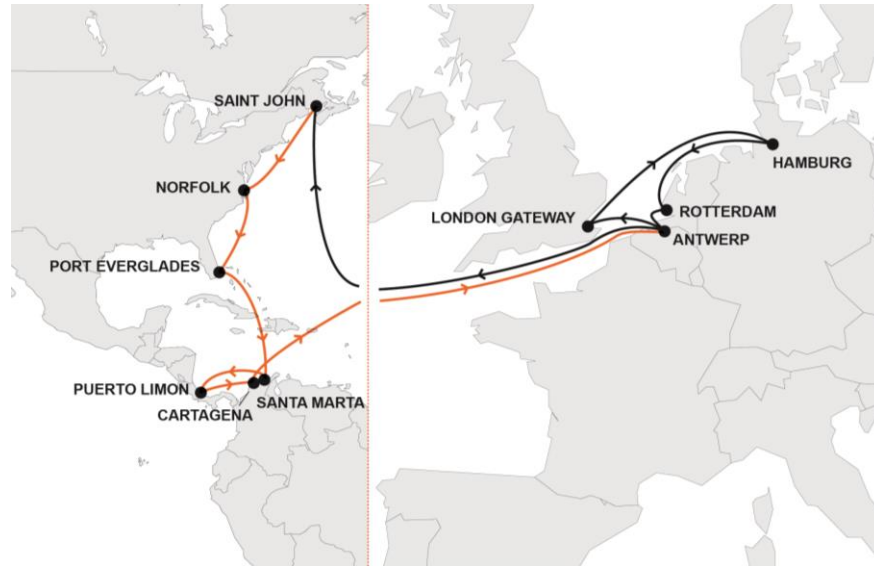 SAINT JOHN
NORFOLK
PORT EVERGLADES
PUERTO LIMON
CARTAGENA
SANTA MARTA
HAMBURG
ROTTERDAM
LONDON GATEWAY
ANTWERP